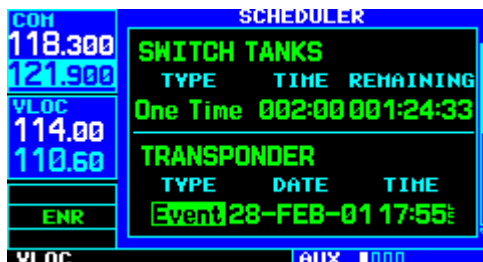 COM
118.300
121.900
VLOC
114.00
110.60
ENR
VLOC
SCHEDULER
SWITCH TANKS
TYPE TIME REMAINING
One Time 002:00 001:24:33
TRANSPONDER
TYPE DATE TIME
Event 28-FEB-01 17:55
AUX